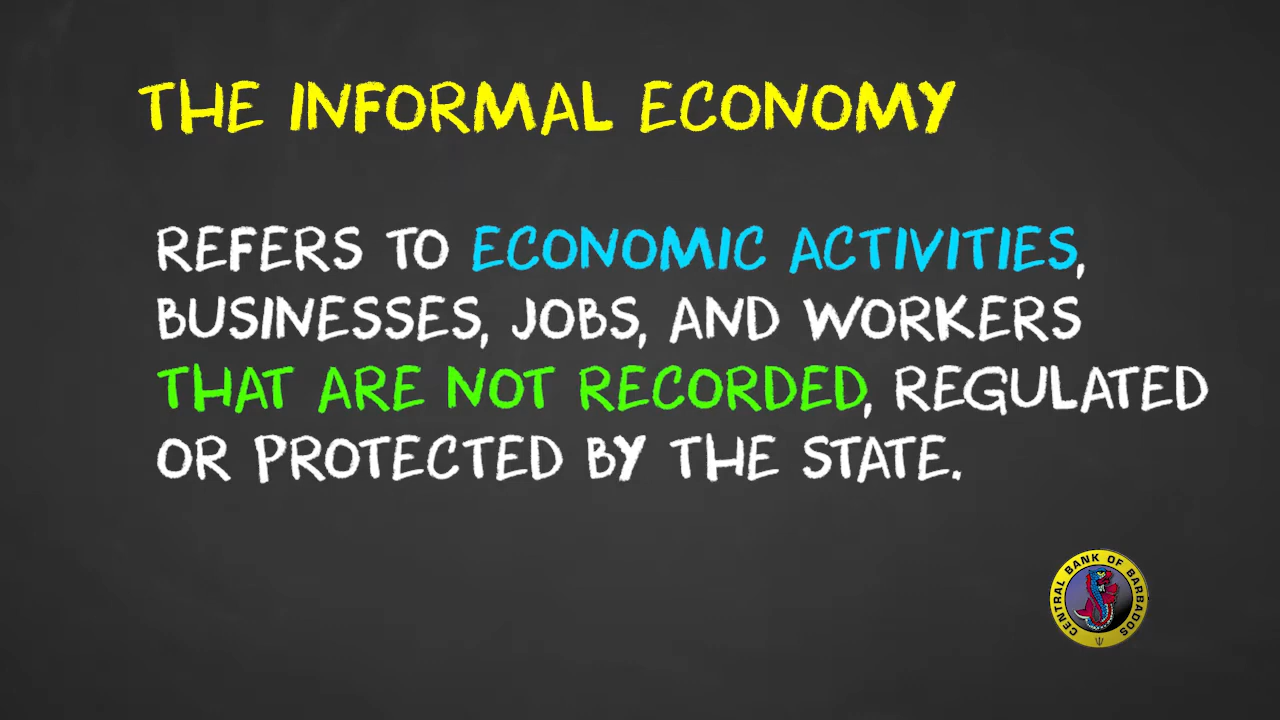 THE INFORMAL ECONOMY
REFERS TO ECONOMIC ACTIVITIES,
BUSINESSES, JOBS, AND WORKERS
THAT ARE NOT RECORDED, REGULATED
OR PROTECTED BY THE STATE.
CENTRAL BANK OF BARBADOS